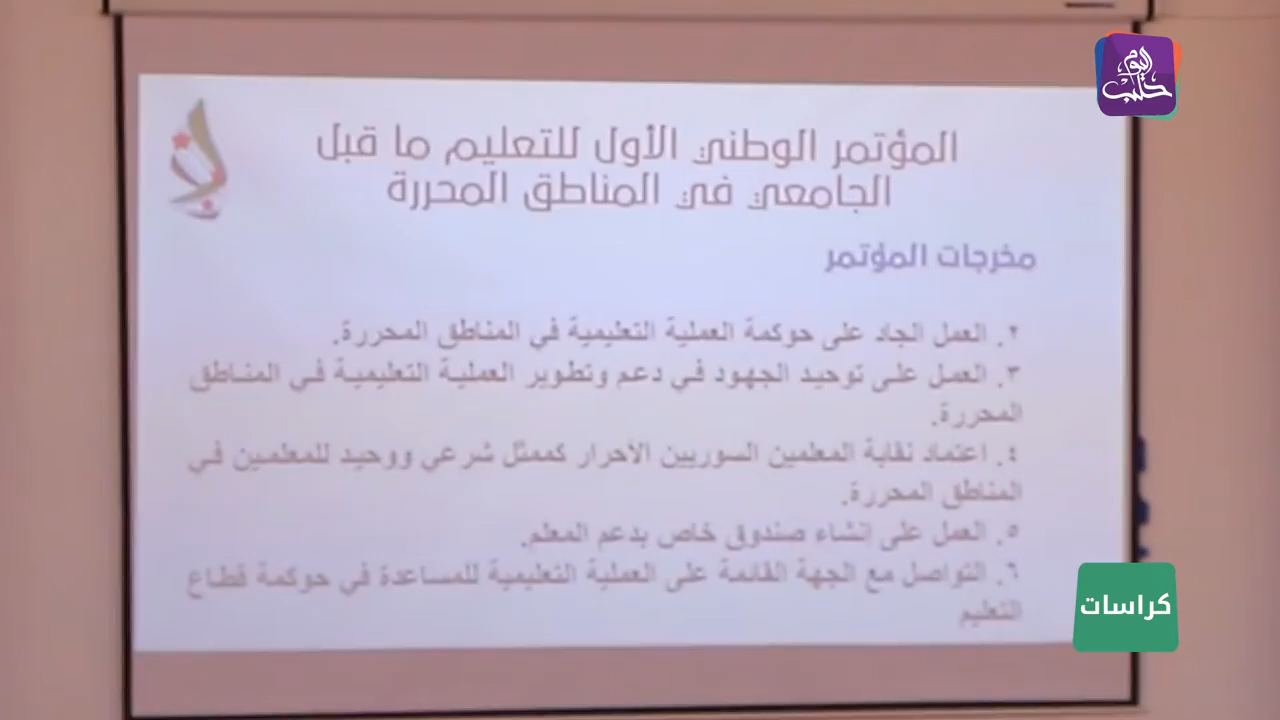 حلب اليوم
المؤتمر الوطني الأول للتعليم ما قبل
الجامعي في المناطق المحررة
مخرجات المؤتمر
٢. العمل الجاد على حوكمة العملية التعليمية في المناطق المحررة.
٣. العمل على توحيد الجهود في دعم وتطوير العملية التعليمية في المناطق
المحررة.
٤. اعتماد نقابة المعلمين السوريين الأحرار كممثل شرعي ووحيد للمعلمين في
المناطق المحررة.
٥. العمل على إنشاء صندوق خاص بدعم المعلم.
٦. التواصل مع الجهة القائمة على العملية التعليمية للمساعدة في حوكمة قطاع
التعليم
كراسات